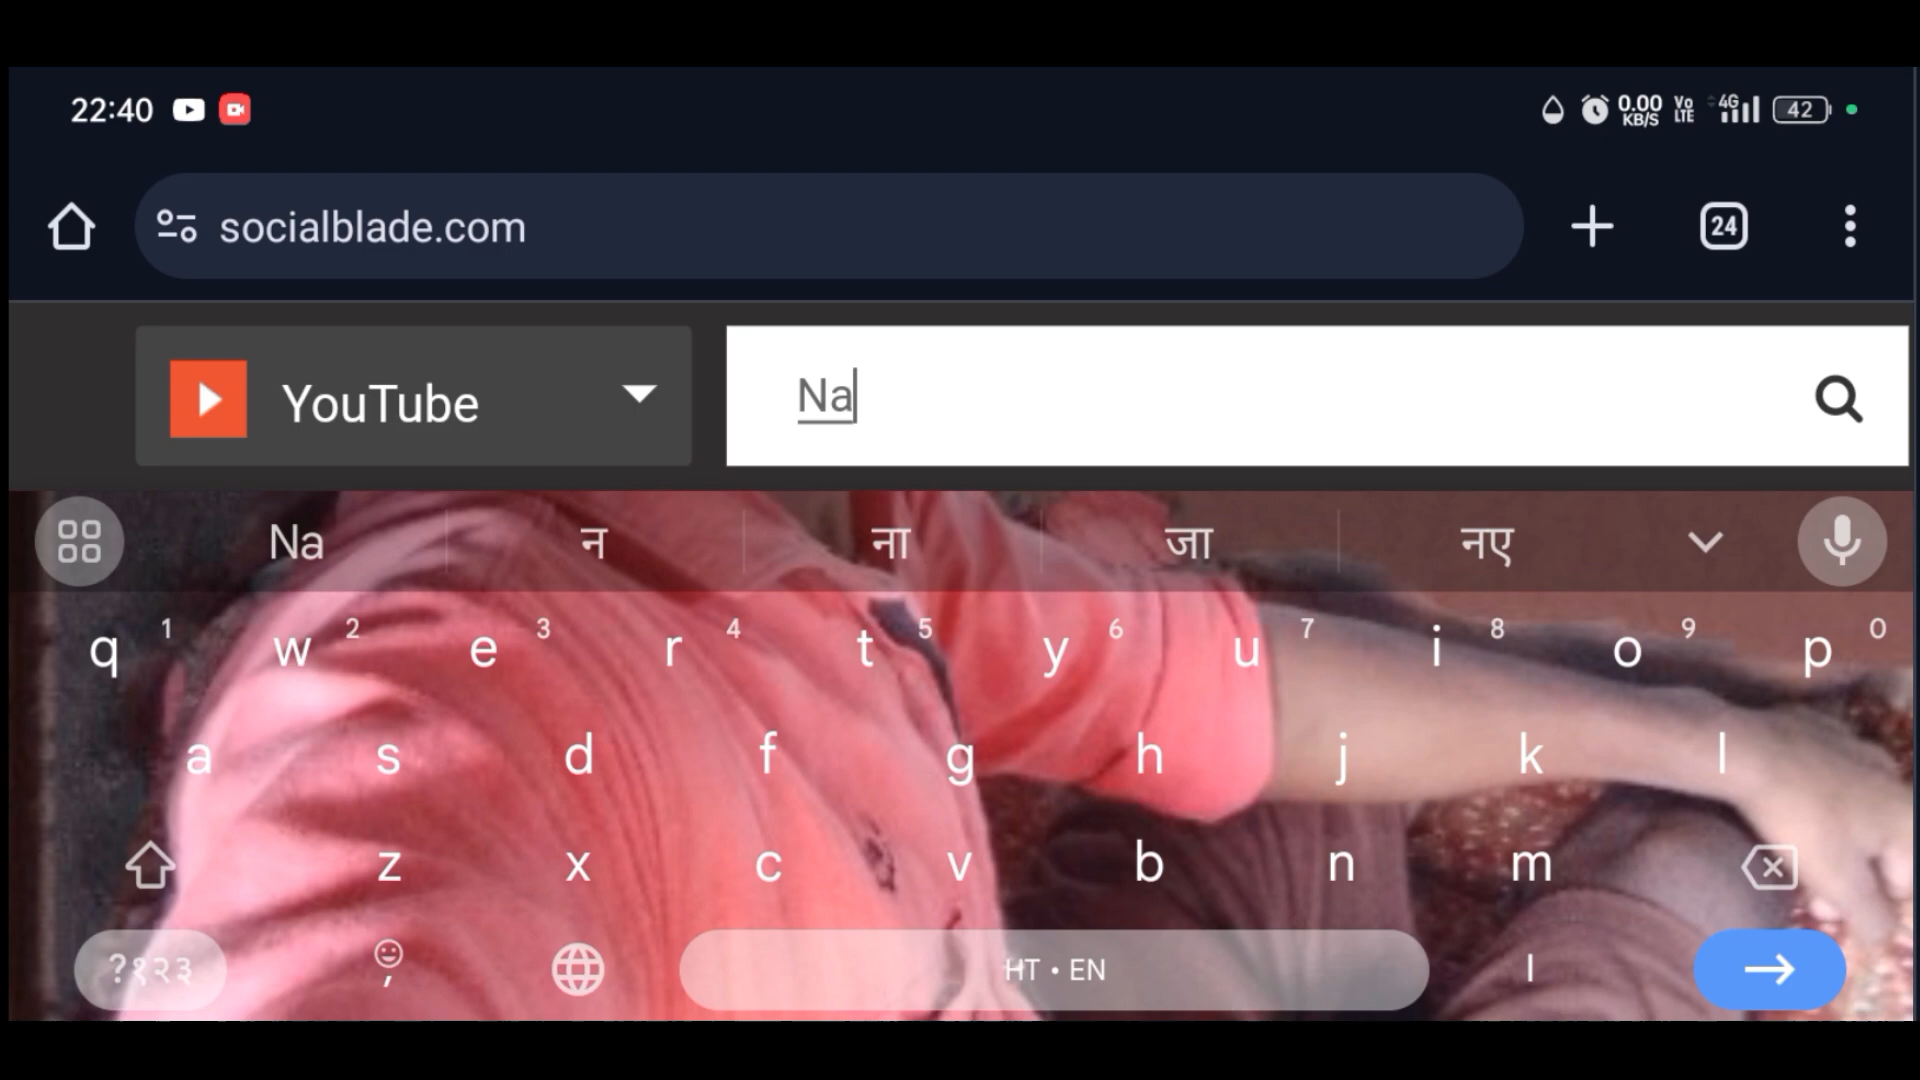 22:40 0.00 KB/S Vo LTE 4G 42
socialblade.com 24
YouTube Na
Na न ना जा नए
q 1 w 2 e 3 r 4 t 5 y 6 u 7 i 8 o 9 p 0
a s d f g h j k l
z x c v b n m
?१२३ , HT • EN ।